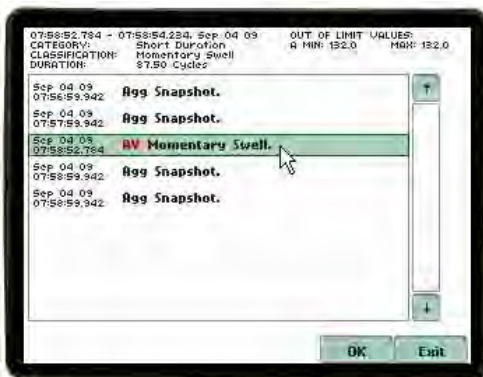 07:58:52.784 - 07:58:54.234, Sep 04 09 OUT OF LIMIT VALUES:
CATEGORY: Short Duration A MIN: 132.0 MAX: 132.0
CLASSIFICATION: Momentary Swell
DURATION: 87.50 Cycles
Sep 04 09
07:56:59.942 Agg Snapshot.
Sep 04 09
07:57:59.942 Agg Snapshot.
Sep 04 09
07:58:52.784 AV Momentary Swell.
Sep 04 09
07:58:59.942 Agg Snapshot.
Sep 04 09
07:58:59.942 Agg Snapshot.
OK Exit